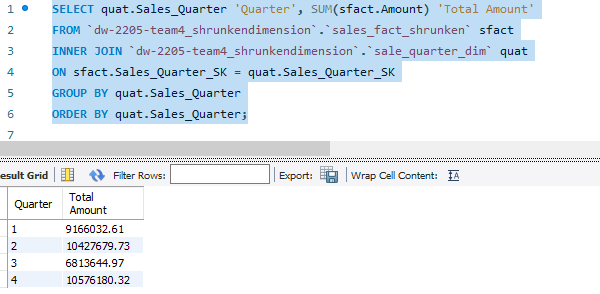 1 SELECT quat.Sales_Quarter 'Quarter', SUM(sfact.Amount) 'Total Amount'
2 FROM `dw-2205-team4_shrunkendimension`.`sales_fact_shrunken` sfact
3 INNER JOIN `dw-2205-team4_shrunkendimension`.`sale_quarter_dim` quat
4 ON sfact.Sales_Quarter_SK = quat.Sales_Quarter_SK
5 GROUP BY quat.Sales_Quarter
6 ORDER BY quat.Sales_Quarter;
7
esult Grid Filter Rows: Export: Wrap Cell Content: IA
Quarter Total
Amount
1 9166032.61
2 10427679.73
3 6813644.97
4 10576180.32